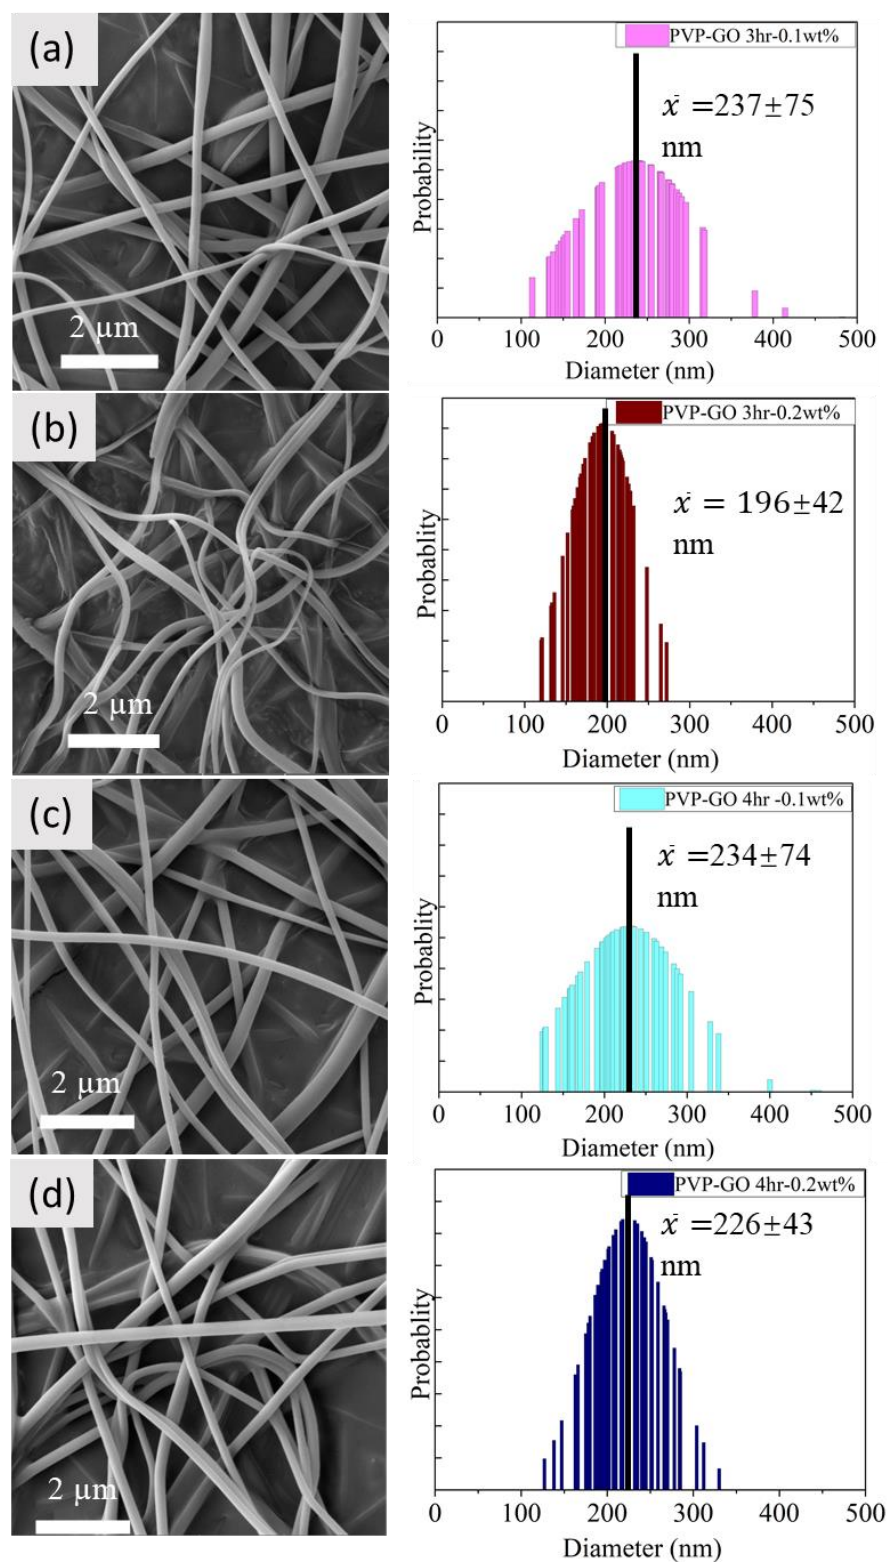 (a)
2 μm
PVP-GO 3hr-0.1wt%
x̄ =237±75
nm
Probability
0 100 200 300 400 500
Diameter (nm)
(b)
2 μm
PVP-GO 3hr-0.2wt%
x̄ = 196±42
nm
Probablity
0 100 200 300 400 500
Diameter (nm)
(c)
2 μm
PVP-GO 4hr -0.1wt%
x̄ =234±74
nm
Probablity
0 100 200 300 400 500
Diameter (nm)
(d)
2 μm
PVP-GO 4hr-0.2wt%
x̄ =226±43
nm
Probablity
0 100 200 300 400 500
Diameter (nm)